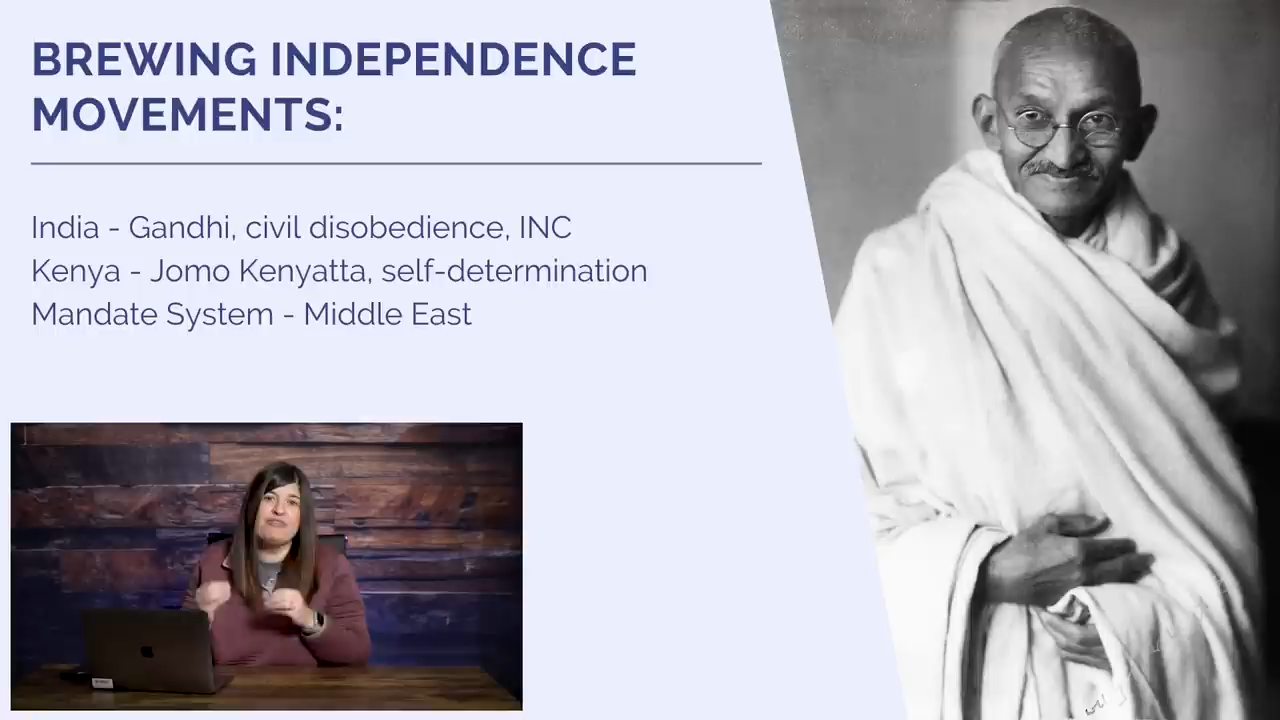 BREWING INDEPENDENCE
MOVEMENTS:
India - Gandhi, civil disobedience, INC
Kenya - Jomo Kenyatta, self-determination
Mandate System - Middle East